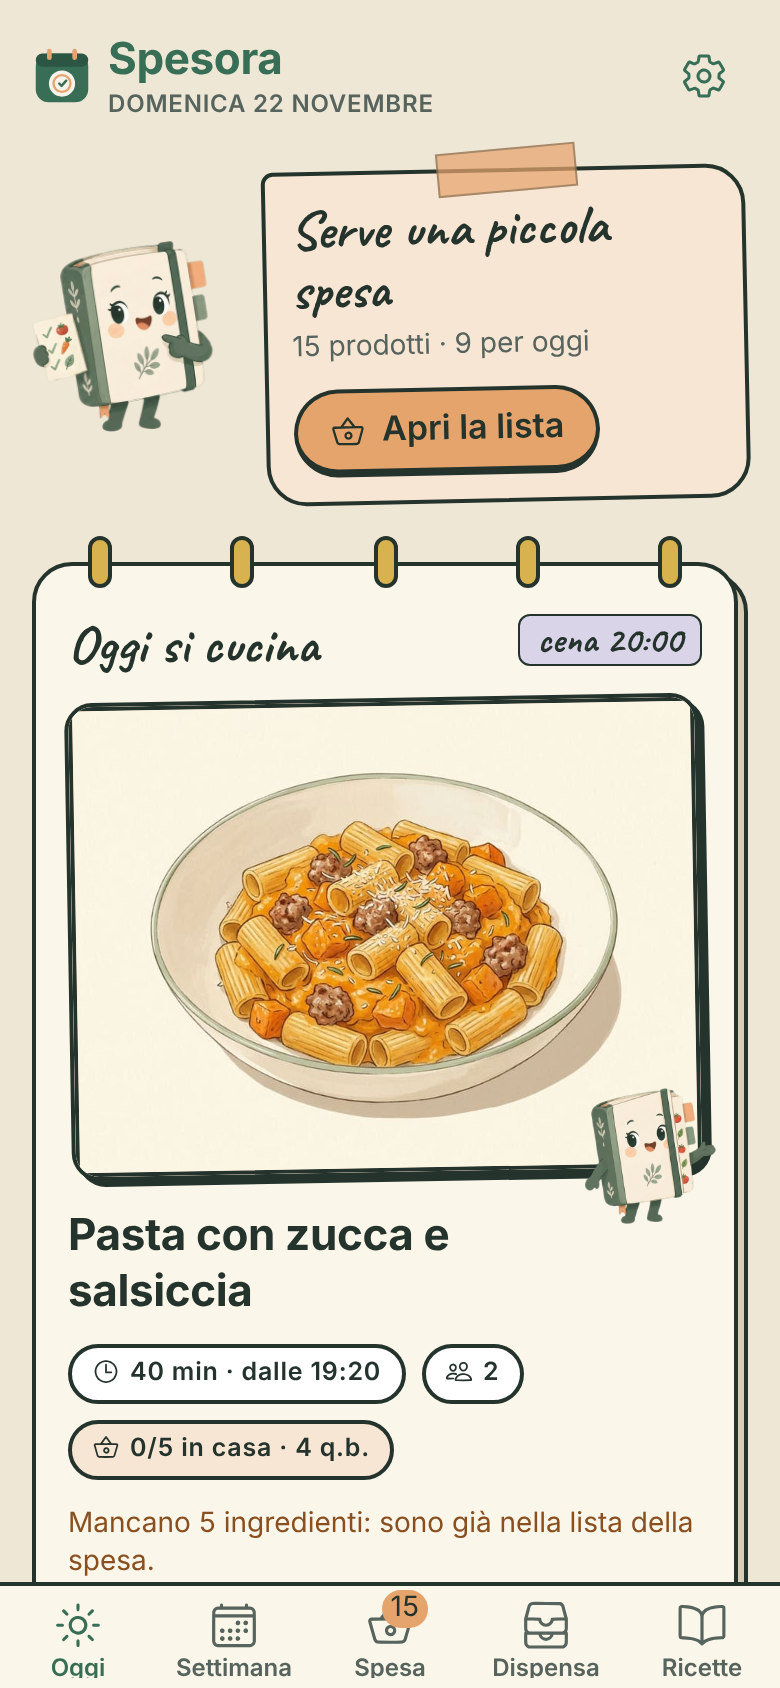 Spesora
DOMENICA 22 NOVEMBRE
Serve una piccola
spesa
15 prodotti · 9 per oggi
Apri la lista
Oggi si cucina
cena 20:00
Pasta con zucca e
salsiccia
40 min · dalle 19:20
2
0/5 in casa · 4 q.b.
Mancano 5 ingredienti: sono già nella lista della
spesa.
15
Oggi
Settimana
Spesa
Dispensa
Ricette